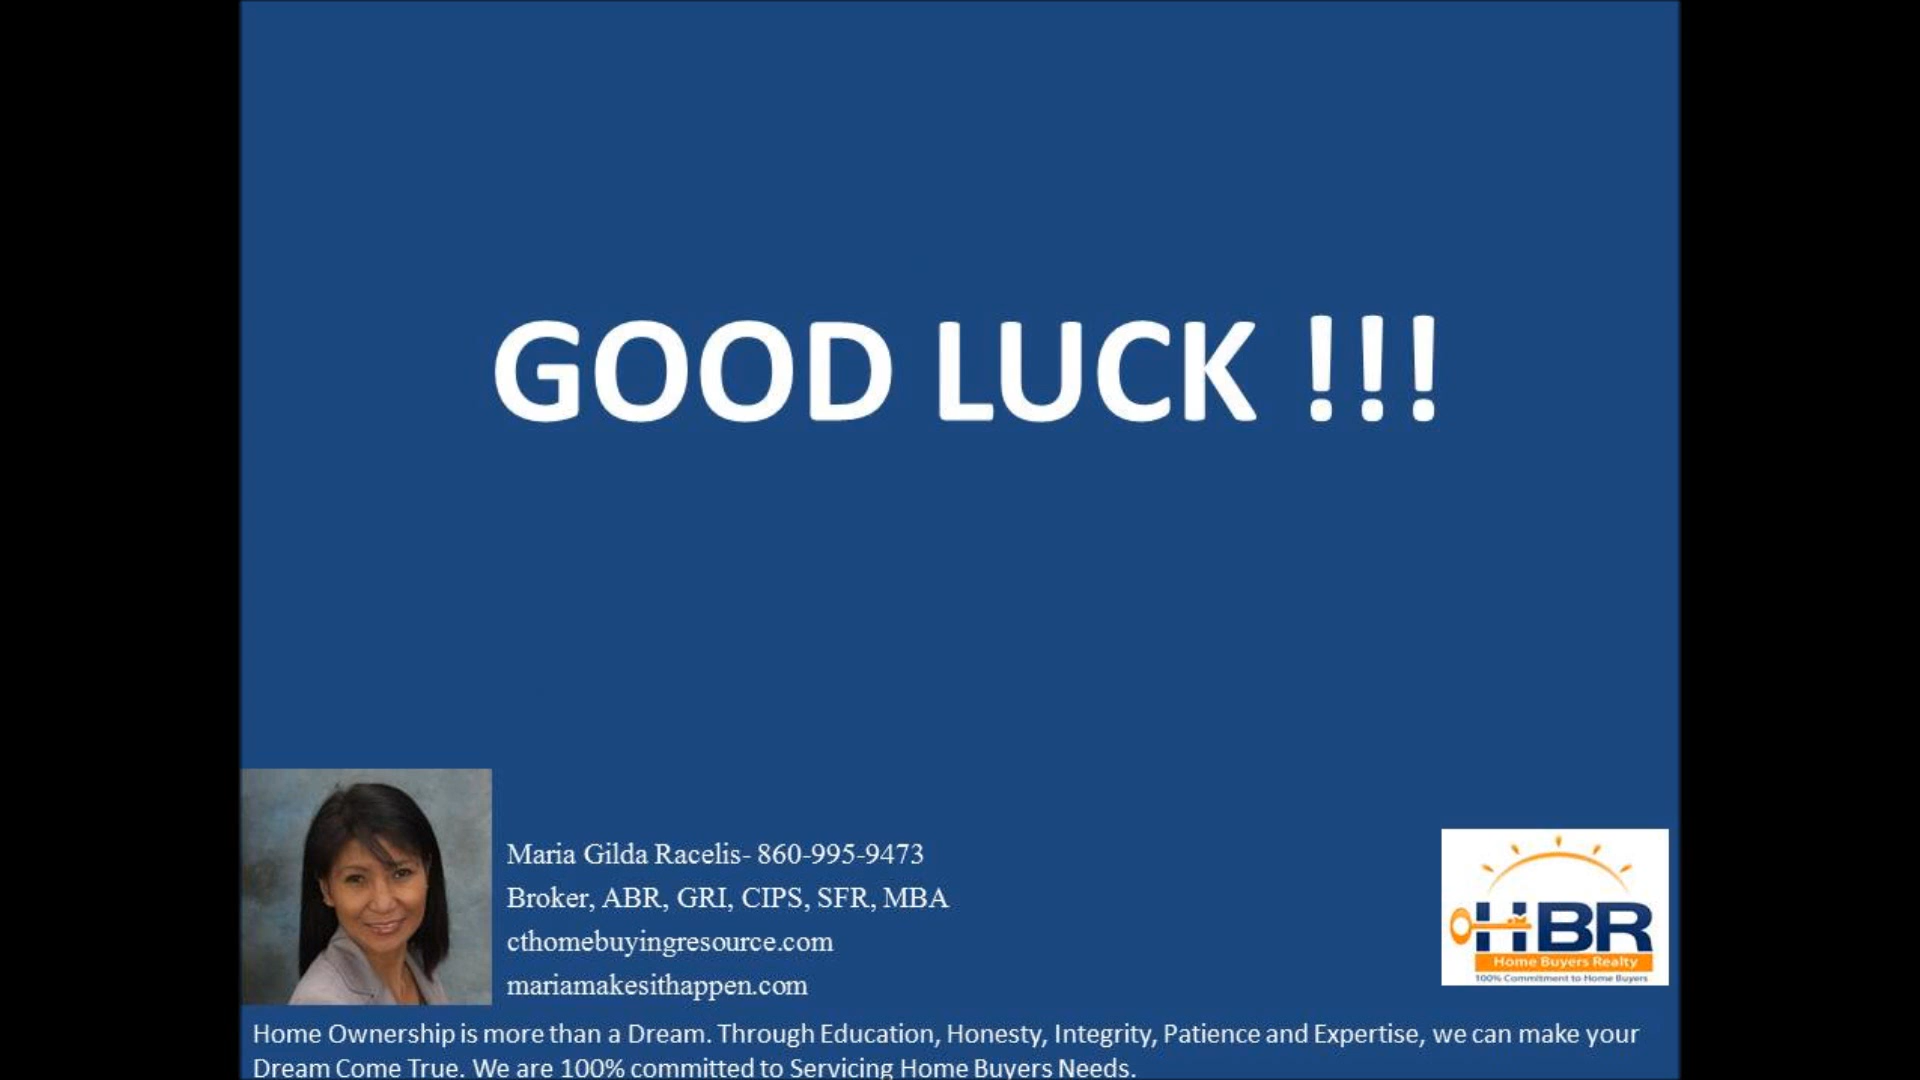 GOOD LUCK !!!
Maria Gilda Racelis- 860-995-9473
Broker, ABR, GRI, CIPS, SFR, MBA
cthomebuyingresource.com
mariamakesithappen.com
HBR
Home Buyers Realty
100% Commitment to Home Buyers
Home Ownership is more than a Dream. Through Education, Honesty, Integrity, Patience and Expertise, we can make your
Dream Come True. We are 100% committed to Servicing Home Buyers Needs.